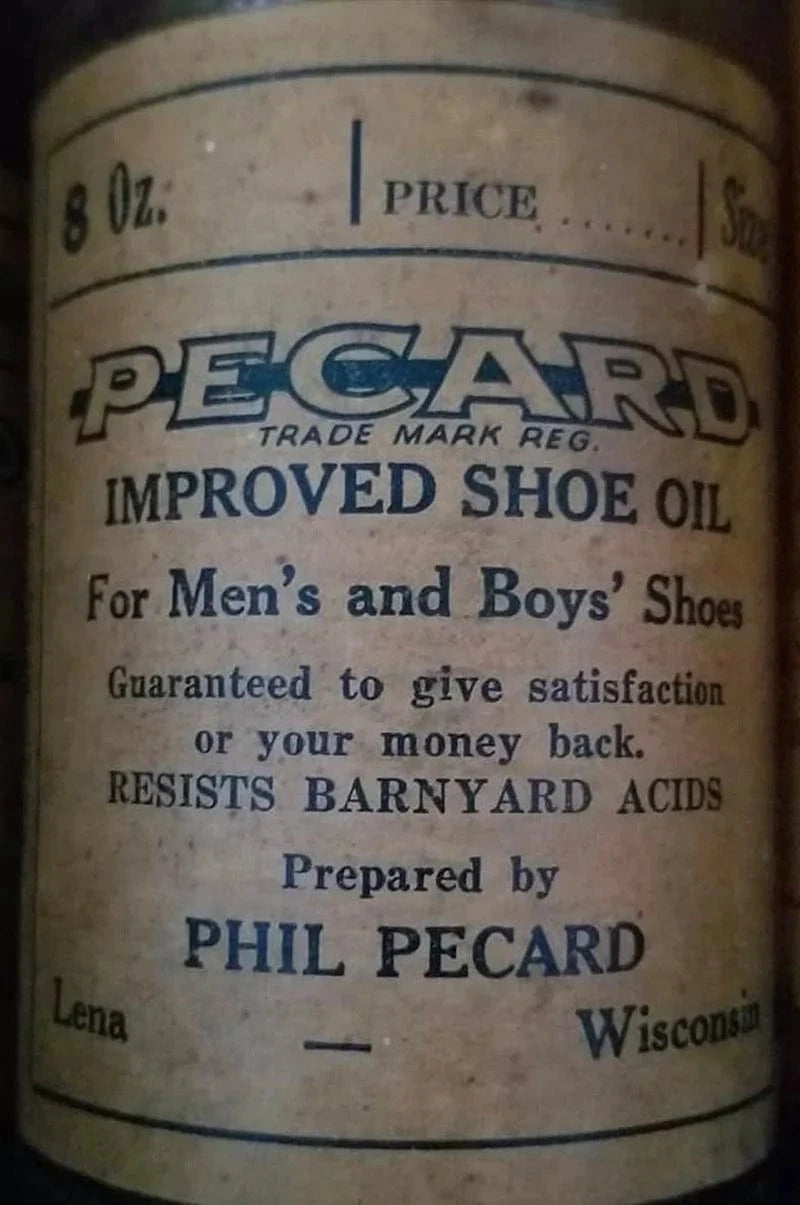 8 Oz. | PRICE ........ | Size
PECARD
TRADE MARK REG.
IMPROVED SHOE OIL
For Men's and Boys' Shoes
Guaranteed to give satisfaction
or your money back.
RESISTS BARNYARD ACIDS
Prepared by
PHIL PECARD
Lena — Wisconsin